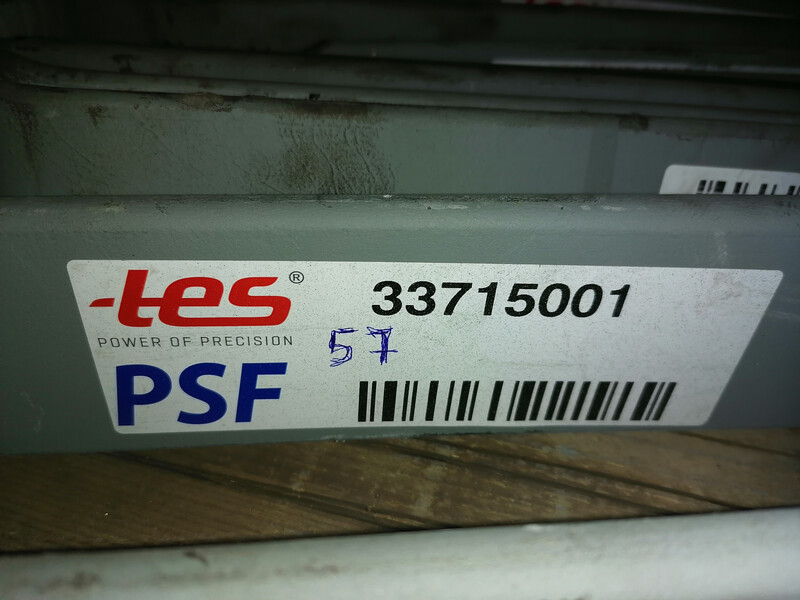 -tes®
POWER OF PRECISION
PSF
33715001
57